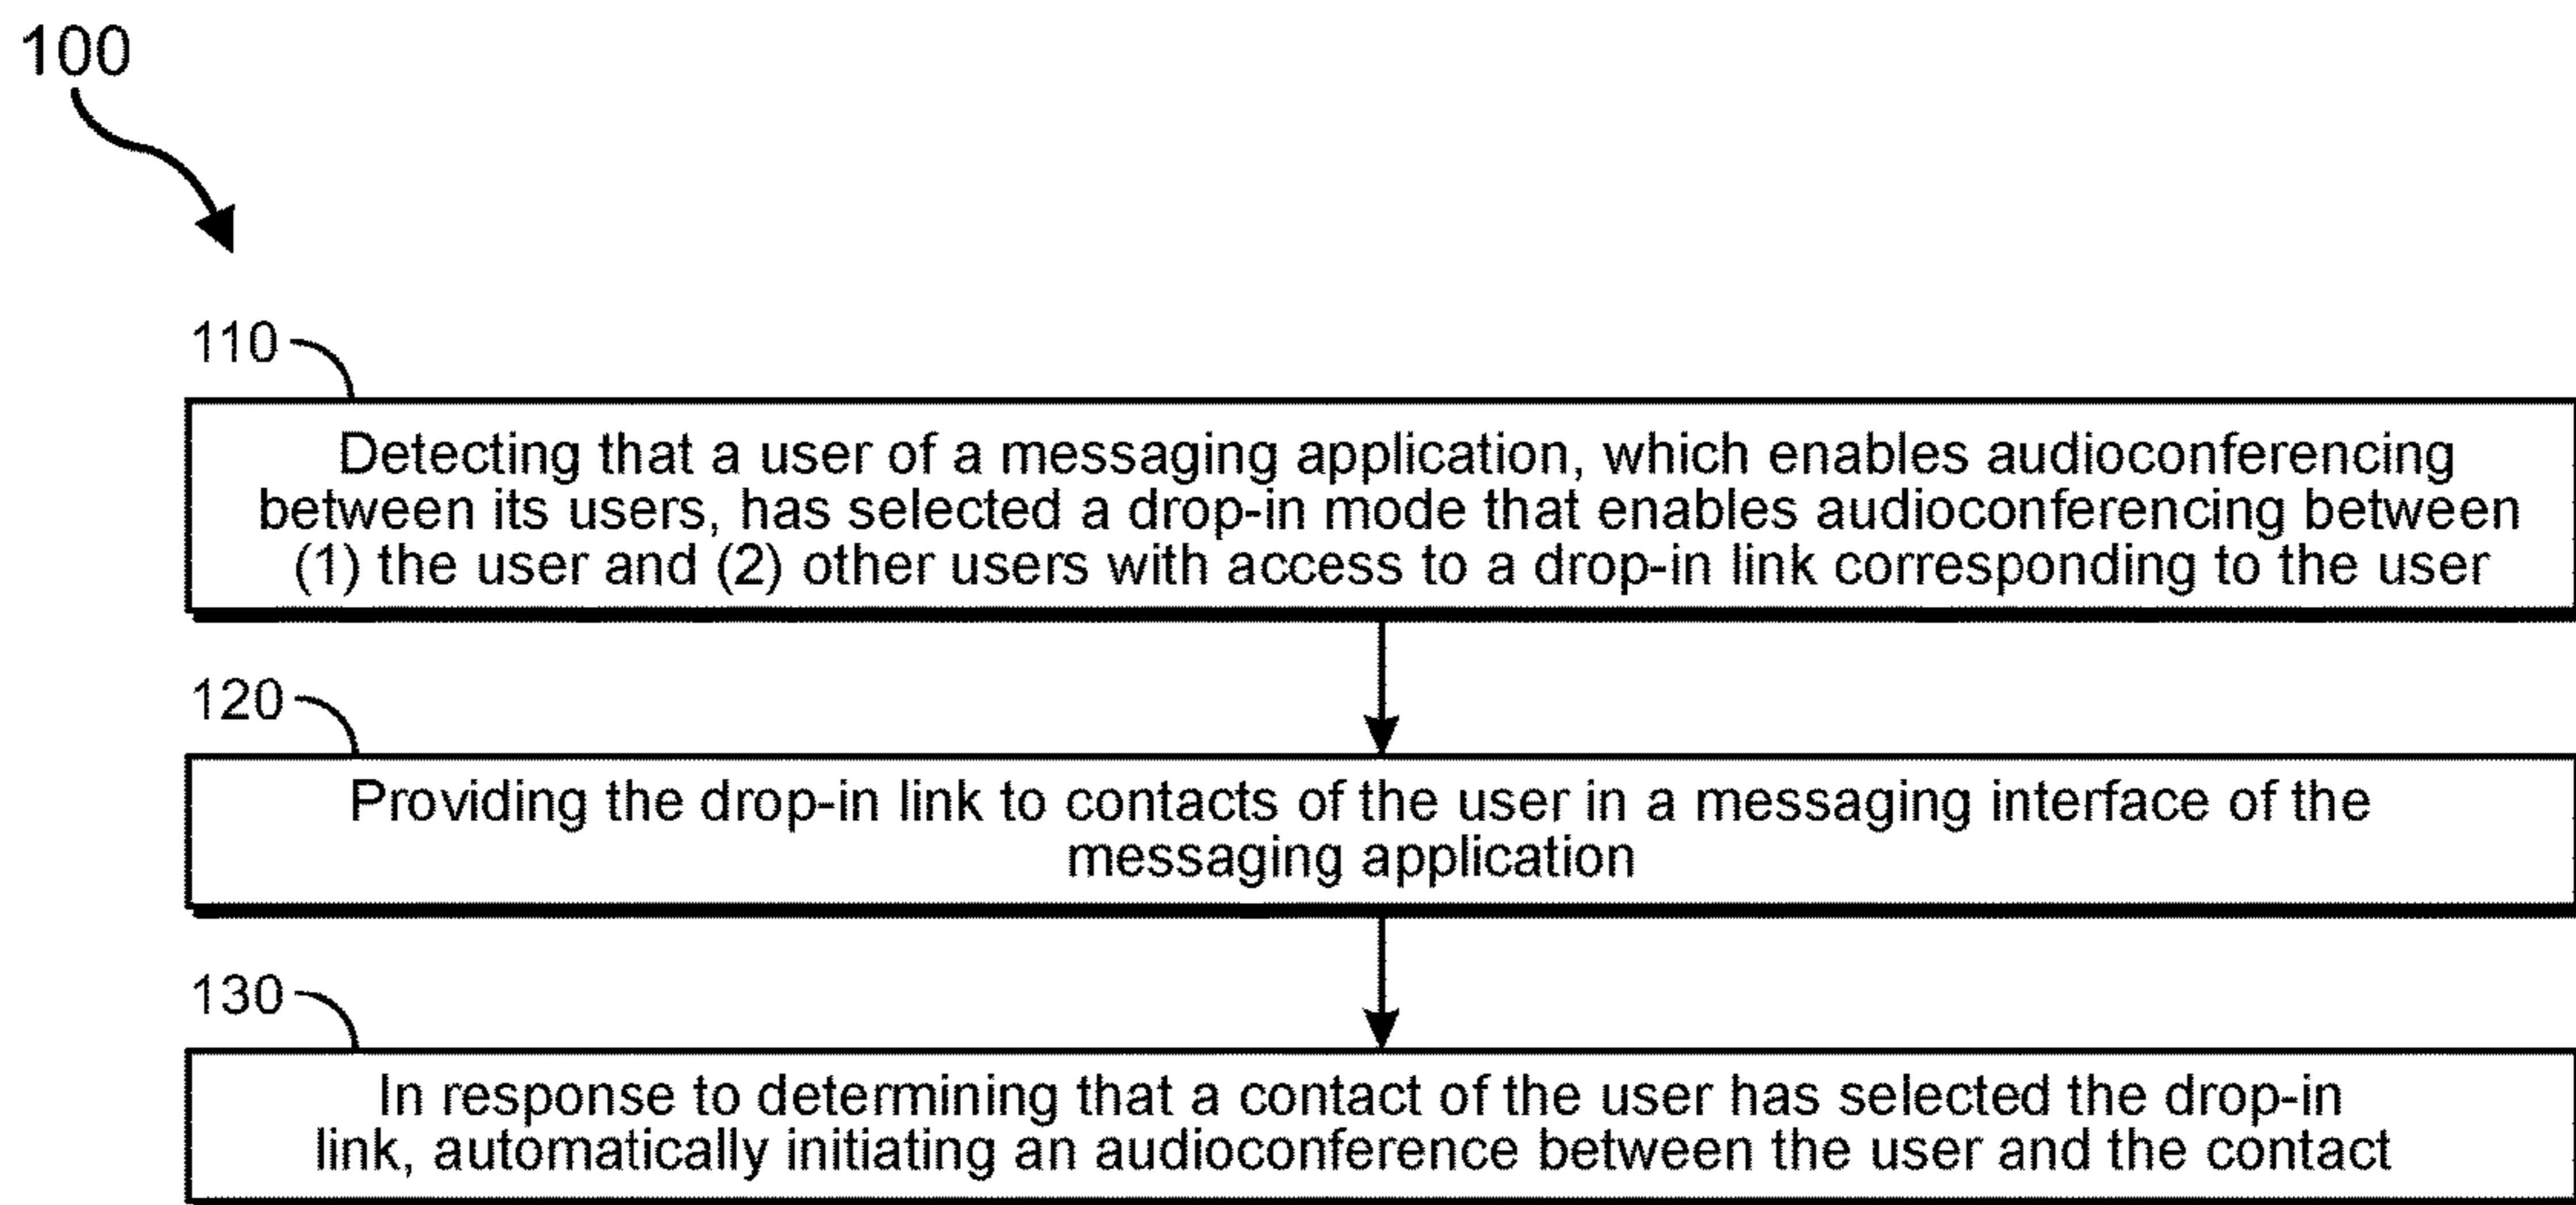 100
110
Detecting that a user of a messaging application, which enables audioconferencing
between its users, has selected a drop-in mode that enables audioconferencing between
(1) the user and (2) other users with access to a drop-in link corresponding to the user
120
Providing the drop-in link to contacts of the user in a messaging interface of the
messaging application
130
In response to determining that a contact of the user has selected the drop-in
link, automatically initiating an audioconference between the user and the contact